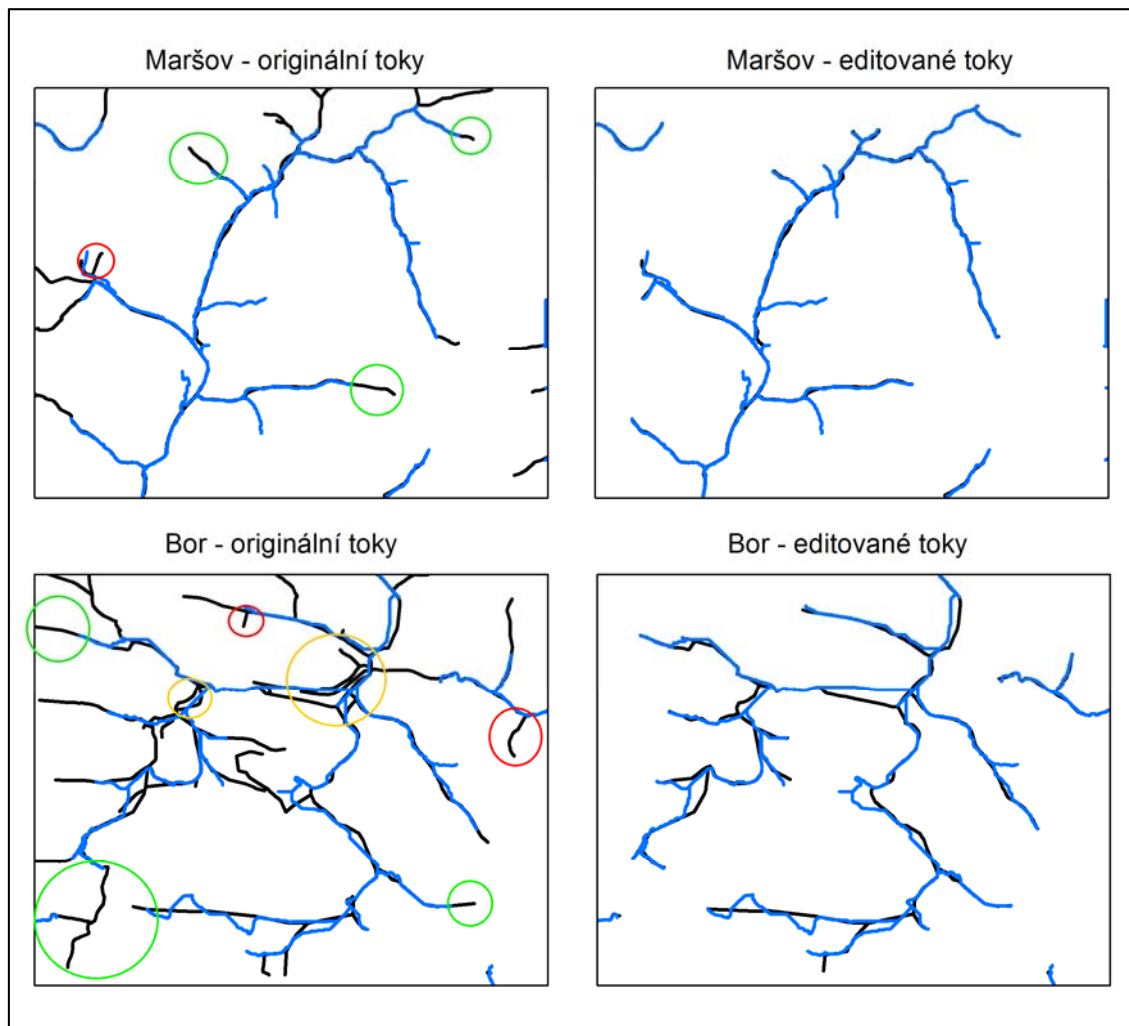 Maršov - originální toky
Maršov - editované toky
Bor - originální toky
Bor - editované toky